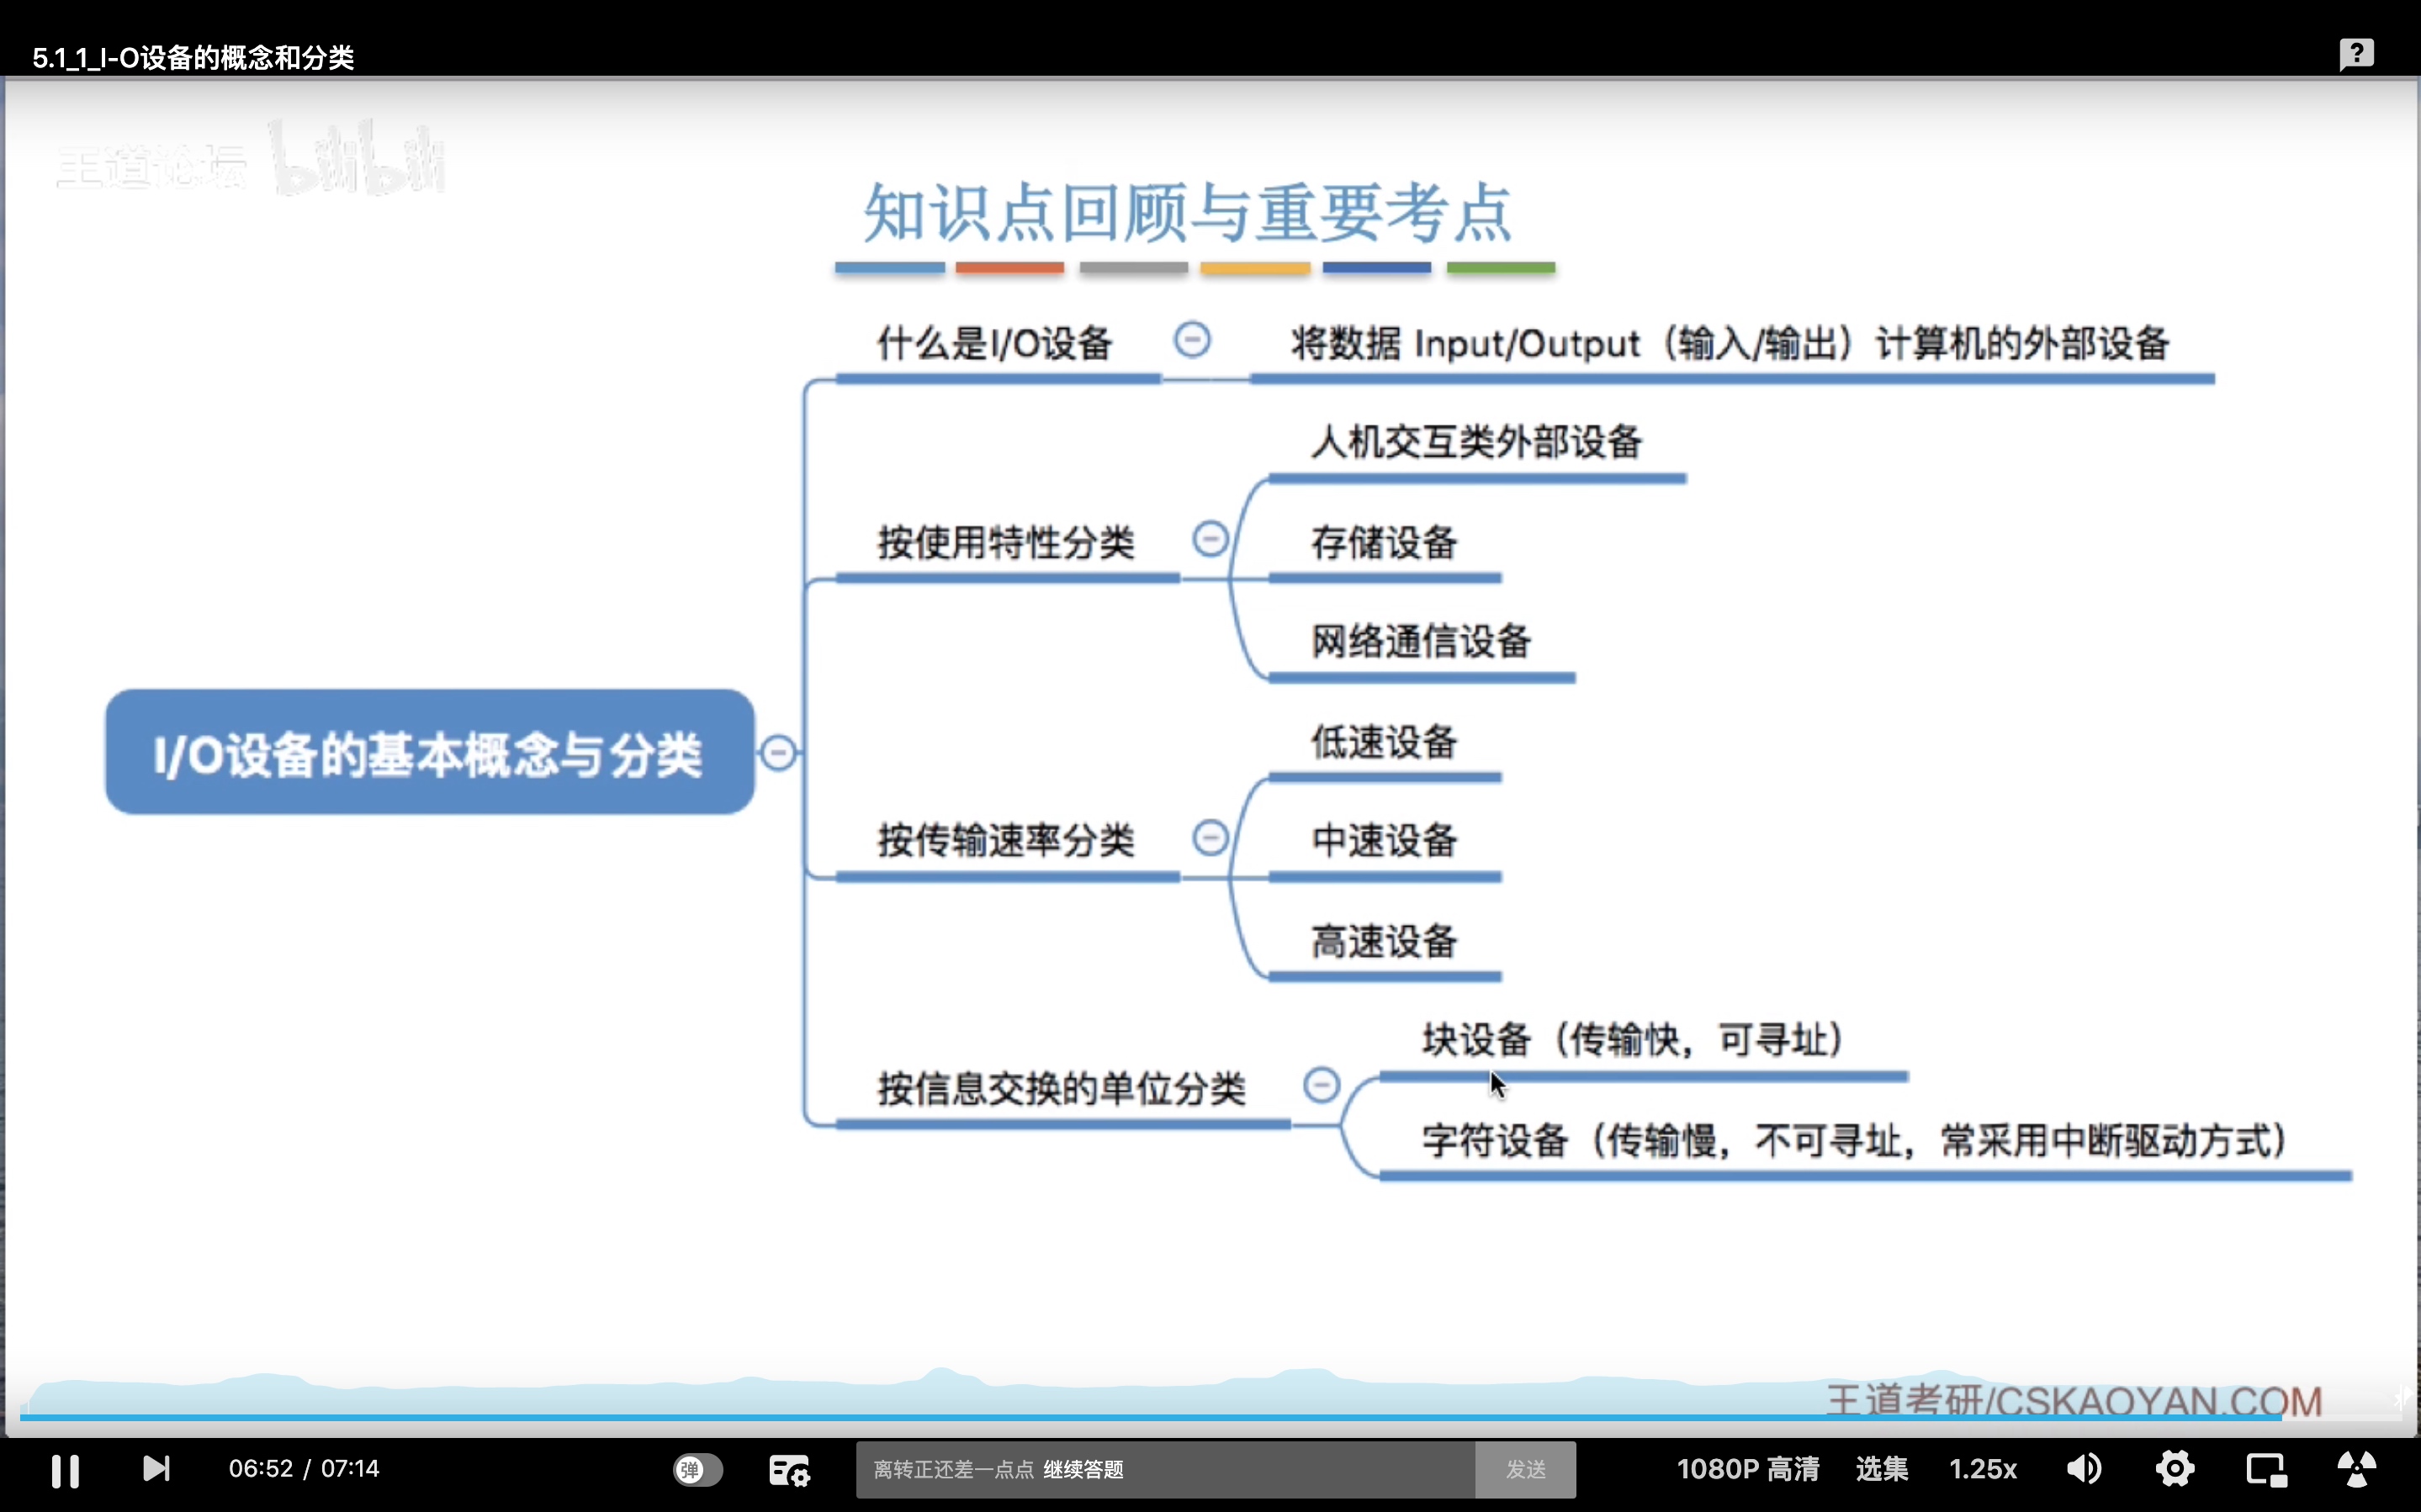 5.1_1_I-O设备的概念和分类
王道论坛 bilibili
知识点回顾与重要考点
什么是I/O设备
将数据 Input/Output（输入/输出）计算机的外部设备
人机交互类外部设备
按使用特性分类
存储设备
网络通信设备
I/O设备的基本概念与分类
低速设备
按传输速率分类
中速设备
高速设备
块设备（传输快，可寻址）
按信息交换的单位分类
字符设备（传输慢，不可寻址，常采用中断驱动方式）
王道考研/CSKAOYAN.COM
06:52 / 07:14
弹
离转正还差一点点 继续答题
发送
1080P 高清
选集
1.25x